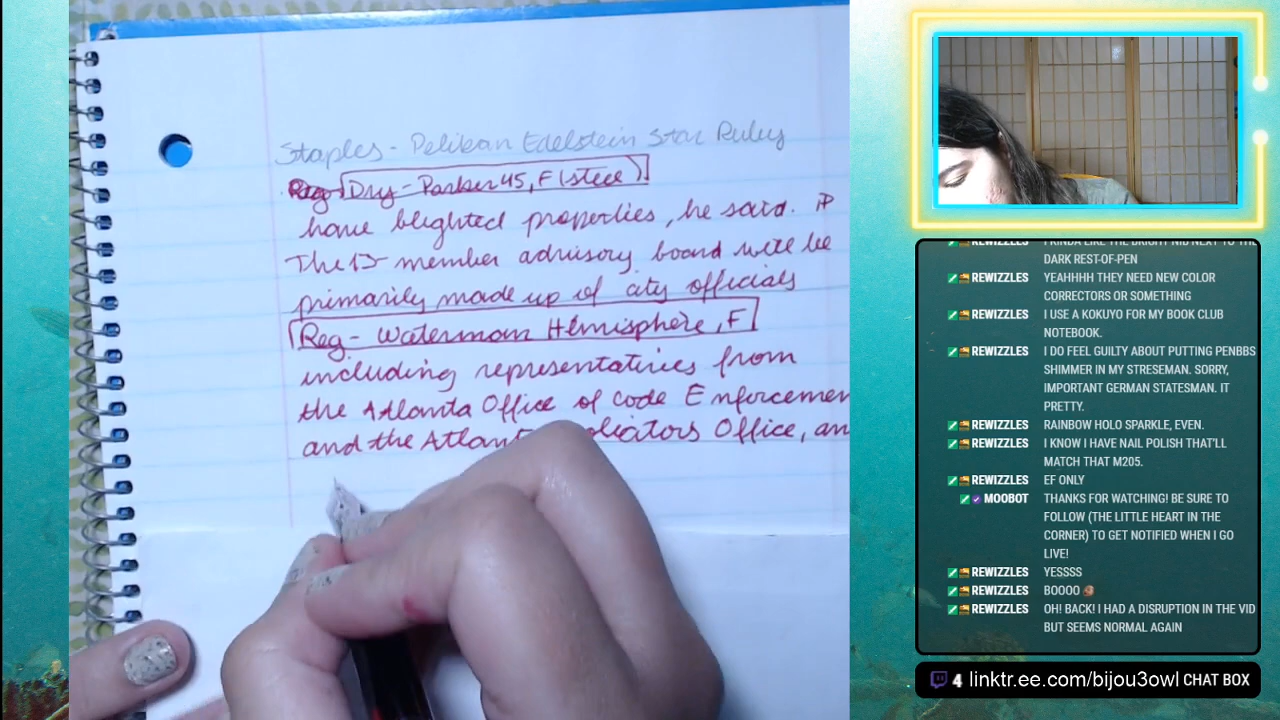 Staples - Pelikan Edelstein Star Ruby
Reg Dry - Parker 45, F (steel)
have blighted properties, he said. P
The 13-member advisory board will be
primarily made up of city officials
Reg - Waterman Hémisphère, F
including representatives from
the Atlanta Office of Code Enforcemen
and the Atlant Office, an
REWIZZLES I KINDA LIKE THE BRIGHT NIB NEXT TO THE
DARK REST-OF-PEN
REWIZZLES YEAHHHH THEY NEED NEW COLOR
CORRECTORS OR SOMETHING
REWIZZLES I USE A KOKUYO FOR MY BOOK CLUB
NOTEBOOK.
REWIZZLES I DO FEEL GUILTY ABOUT PUTTING PENBBS
SHIMMER IN MY STRESEMAN. SORRY,
IMPORTANT GERMAN STATESMAN. IT
PRETTY.
REWIZZLES RAINBOW HOLO SPARKLE, EVEN.
REWIZZLES I KNOW I HAVE NAIL POLISH THAT'LL
MATCH THAT M205.
REWIZZLES EF ONLY
MOOBOT THANKS FOR WATCHING! BE SURE TO
FOLLOW (THE LITTLE HEART IN THE
CORNER) TO GET NOTIFIED WHEN I GO
LIVE!
REWIZZLES YESSSS
REWIZZLES BOOOO
REWIZZLES OH! BACK! I HAD A DISRUPTION IN THE VID
BUT SEEMS NORMAL AGAIN
4 linktr.ee.com/bijou3owl CHAT BOX